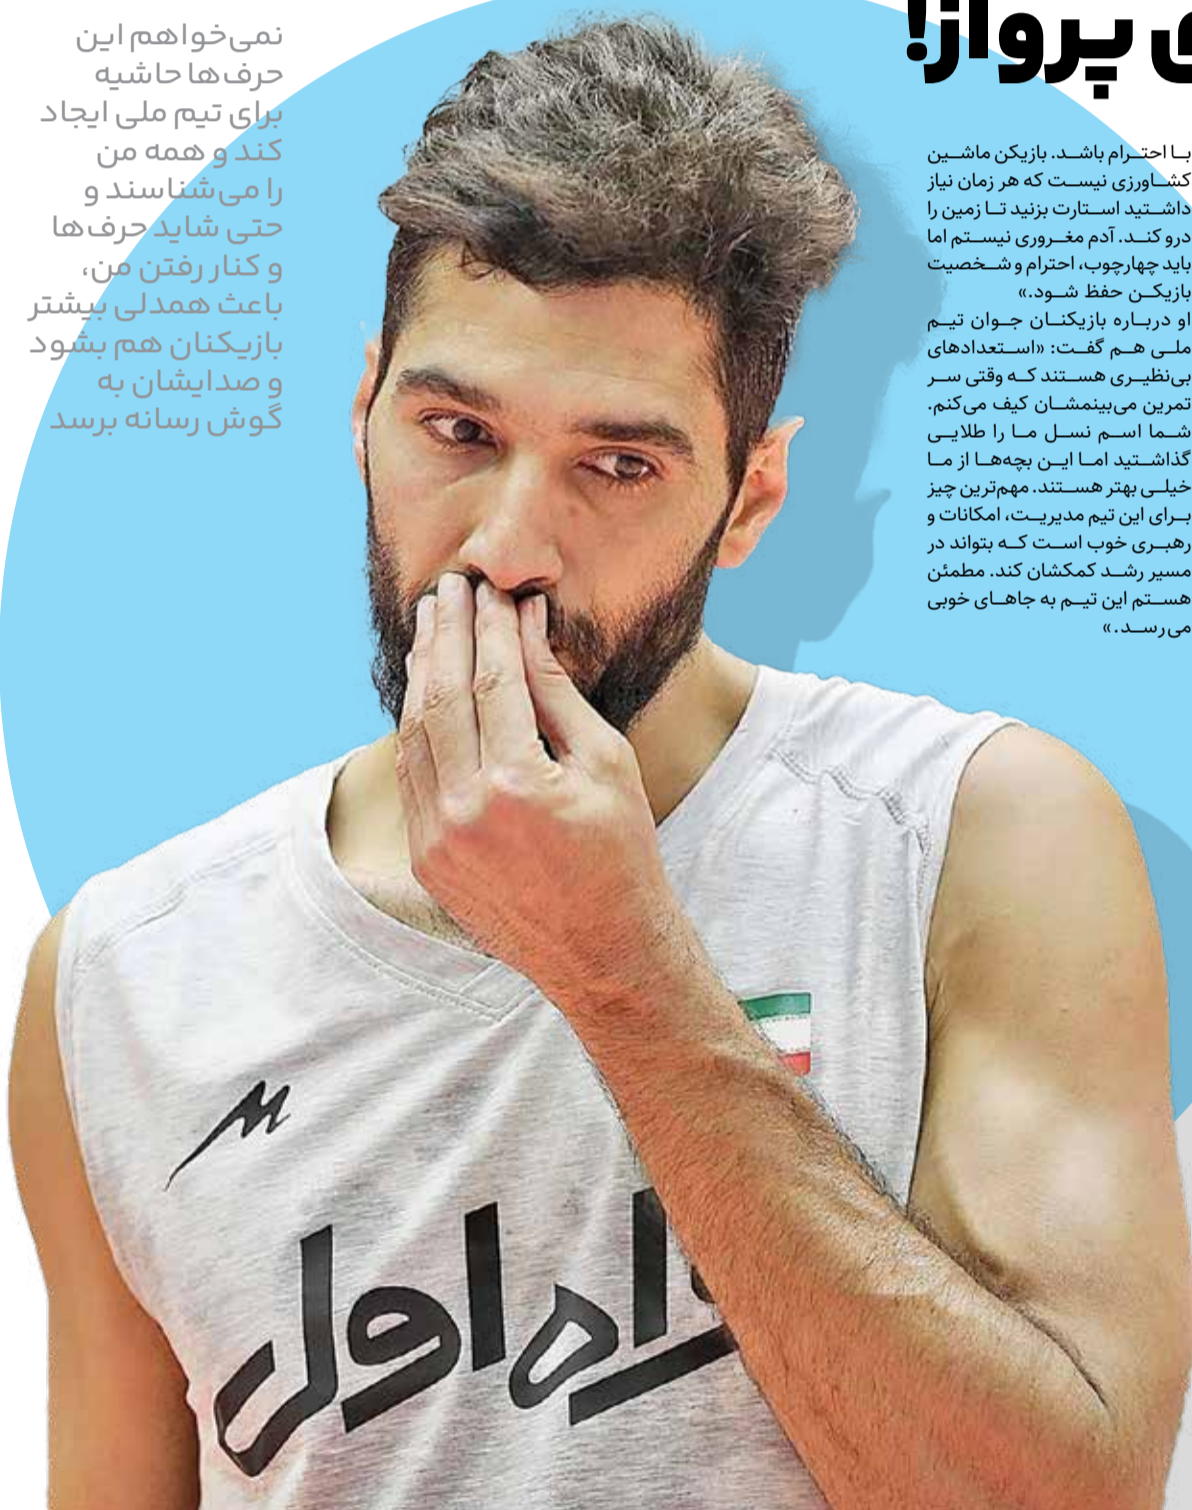 پرواز!
با احترام باشد. بازیکن ماشین
کشاورزی نیست که هر زمان نیاز
داشتید استارت بزنید تا زمین را
درو کند. آدم مغروری نیستم اما
باید چهارچوب، احترام و شخصیت
بازیکن حفظ شود.»
او درباره بازیکنان جوان تیم
ملی هم گفت: «استعدادهای
بی‌نظیری هستند که وقتی سر
تمرین می‌بینمشان کیف می‌کنم.
شما اسم نسل ما را طلایی
گذاشتید اما این بچه‌ها از ما
خیلی بهتر هستند. مهم‌ترین چیز
برای این تیم مدیریت، امکانات و
رهبری خوب است که بتواند در
مسیر رشد کمکشان کند. مطمئن
هستم این تیم به جاهای خوبی
می‌رسد.»
نمی‌خواهم این
حرف‌ها حاشیه
برای تیم ملی ایجاد
کند و همه من
را می‌شناسند و
حتی شاید حرف‌ها
و کنار رفتن من،
باعث همدلی بیشتر
بازیکنان هم بشود
و صدایشان به
گوش رسانه برسد
اول